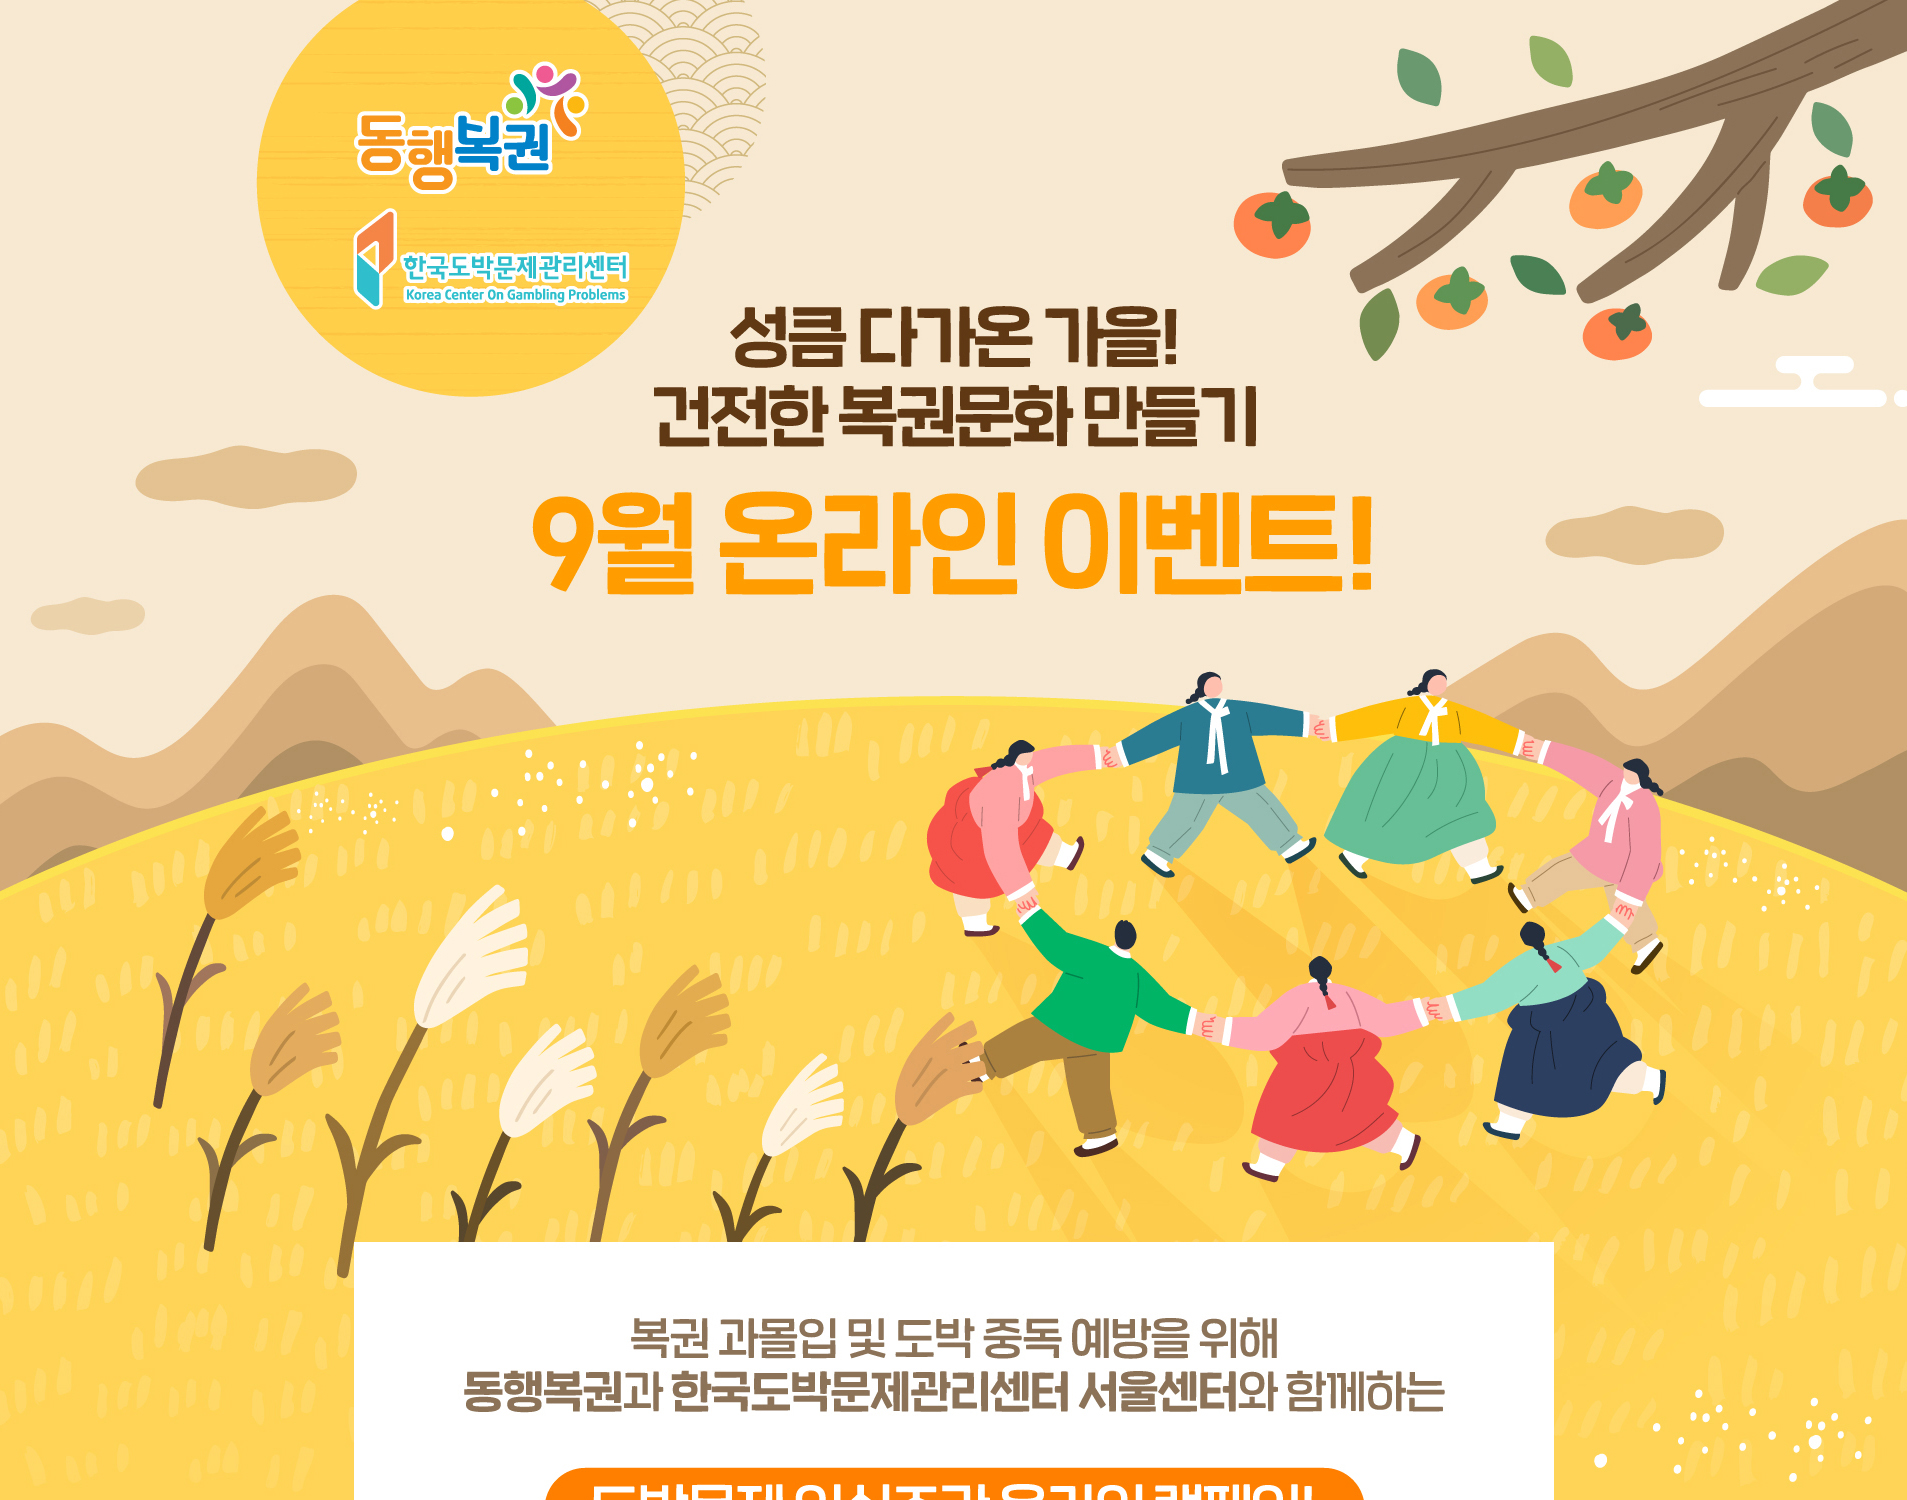 동행복권
한국도박문제관리센터
Korea Center On Gambling Problems
성큼 다가온 가을!
건전한 복권문화 만들기
9월 온라인 이벤트!
복권 과몰입 및 도박 중독 예방을 위해
동행복권과 한국도박문제관리센터 서울센터와 함께하는